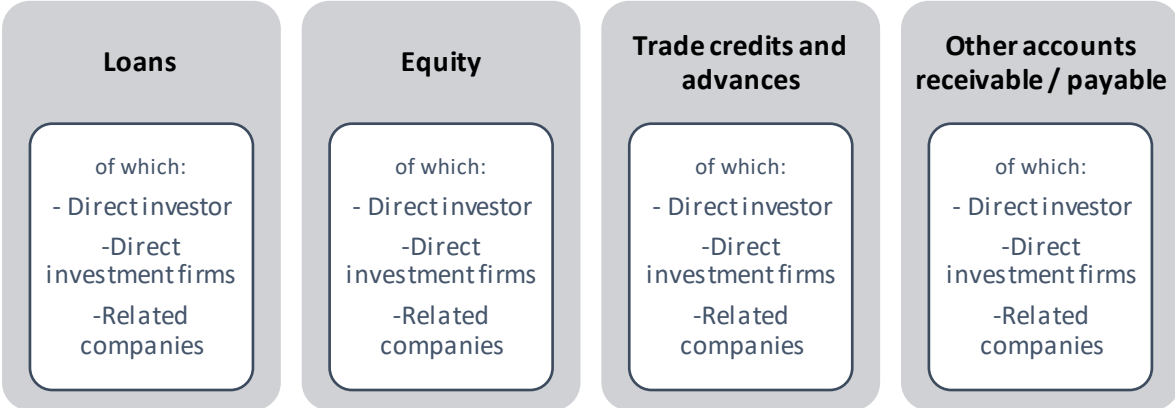 Loans
of which:
- Direct investor
-Direct
investment firms
-Related
companies
Equity
of which:
- Direct investor
-Direct
investment firms
-Related
companies
Trade credits and
advances
of which:
- Direct investor
-Direct
investment firms
-Related
companies
Other accounts
receivable / payable
of which:
- Direct investor
-Direct
investment firms
-Related
companies